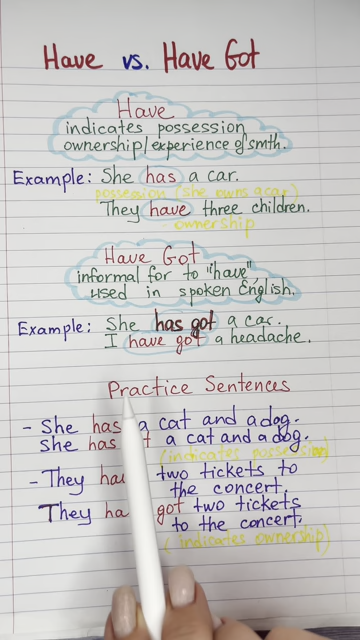 Have vs. Have Got
Have
indicates possession
ownership/experience of smth.
Example: She has a car.
possession (she owns a car)
They have three children.
- ownership
Have Got
informal for to "have",
used in spoken English.
Example: She has got a car.
I have got a headache.
Practice Sentences
- She has a cat and a dog.
She has a cat and a dog.
(indicates possession)
- They two tickets to
the concert.
They got two tickets
to the concert.
(indicates ownership)